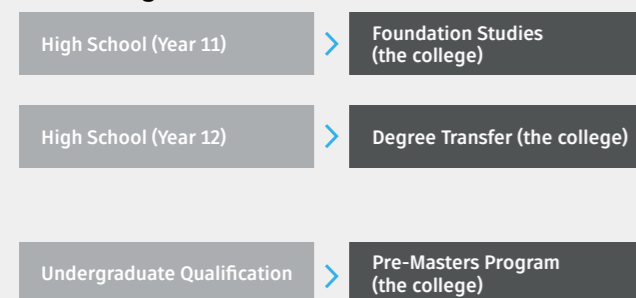 High School (Year 11)
Foundation Studies
(the college)
High School (Year 12)
Degree Transfer (the college)
Undergraduate Qualification
Pre-Masters Program
(the college)